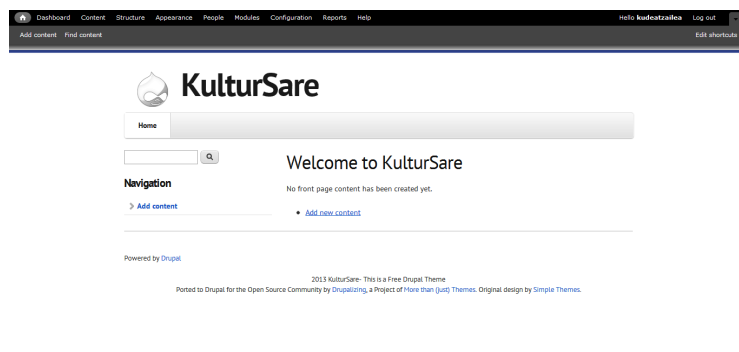 Dashboard Content Structure Appearance People Modules Configuration Reports Help Hello kudeatzailea Log out
Add content Find content Edit shortcuts
KulturSare
Home
Welcome to KulturSare
Navigation
No front page content has been created yet.
Add content
Add new content
Powered by Drupal
2013 KulturSare- This is a Free Drupal Theme
Ported to Drupal for the Open Source Community by Drupalizing, a Project of More than (just) Themes. Original design by Simple Themes.